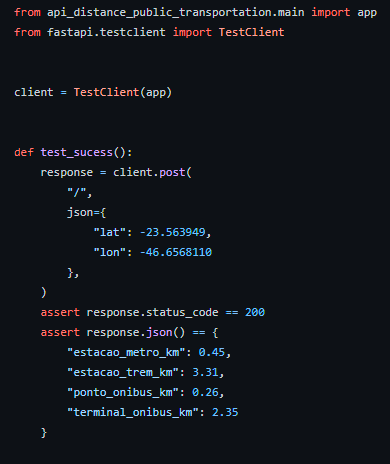 from api_distance_public_transportation.main import app
from fastapi.testclient import TestClient
client = TestClient(app)
def test_sucess():
    response = client.post(
        "/",
        json={
            "lat": -23.563949,
            "lon": -46.6568110
        },
    )
    assert response.status_code == 200
    assert response.json() == {
        "estacao_metro_km": 0.45,
        "estacao_trem_km": 3.31,
        "ponto_onibus_km": 0.26,
        "terminal_onibus_km": 2.35
    }